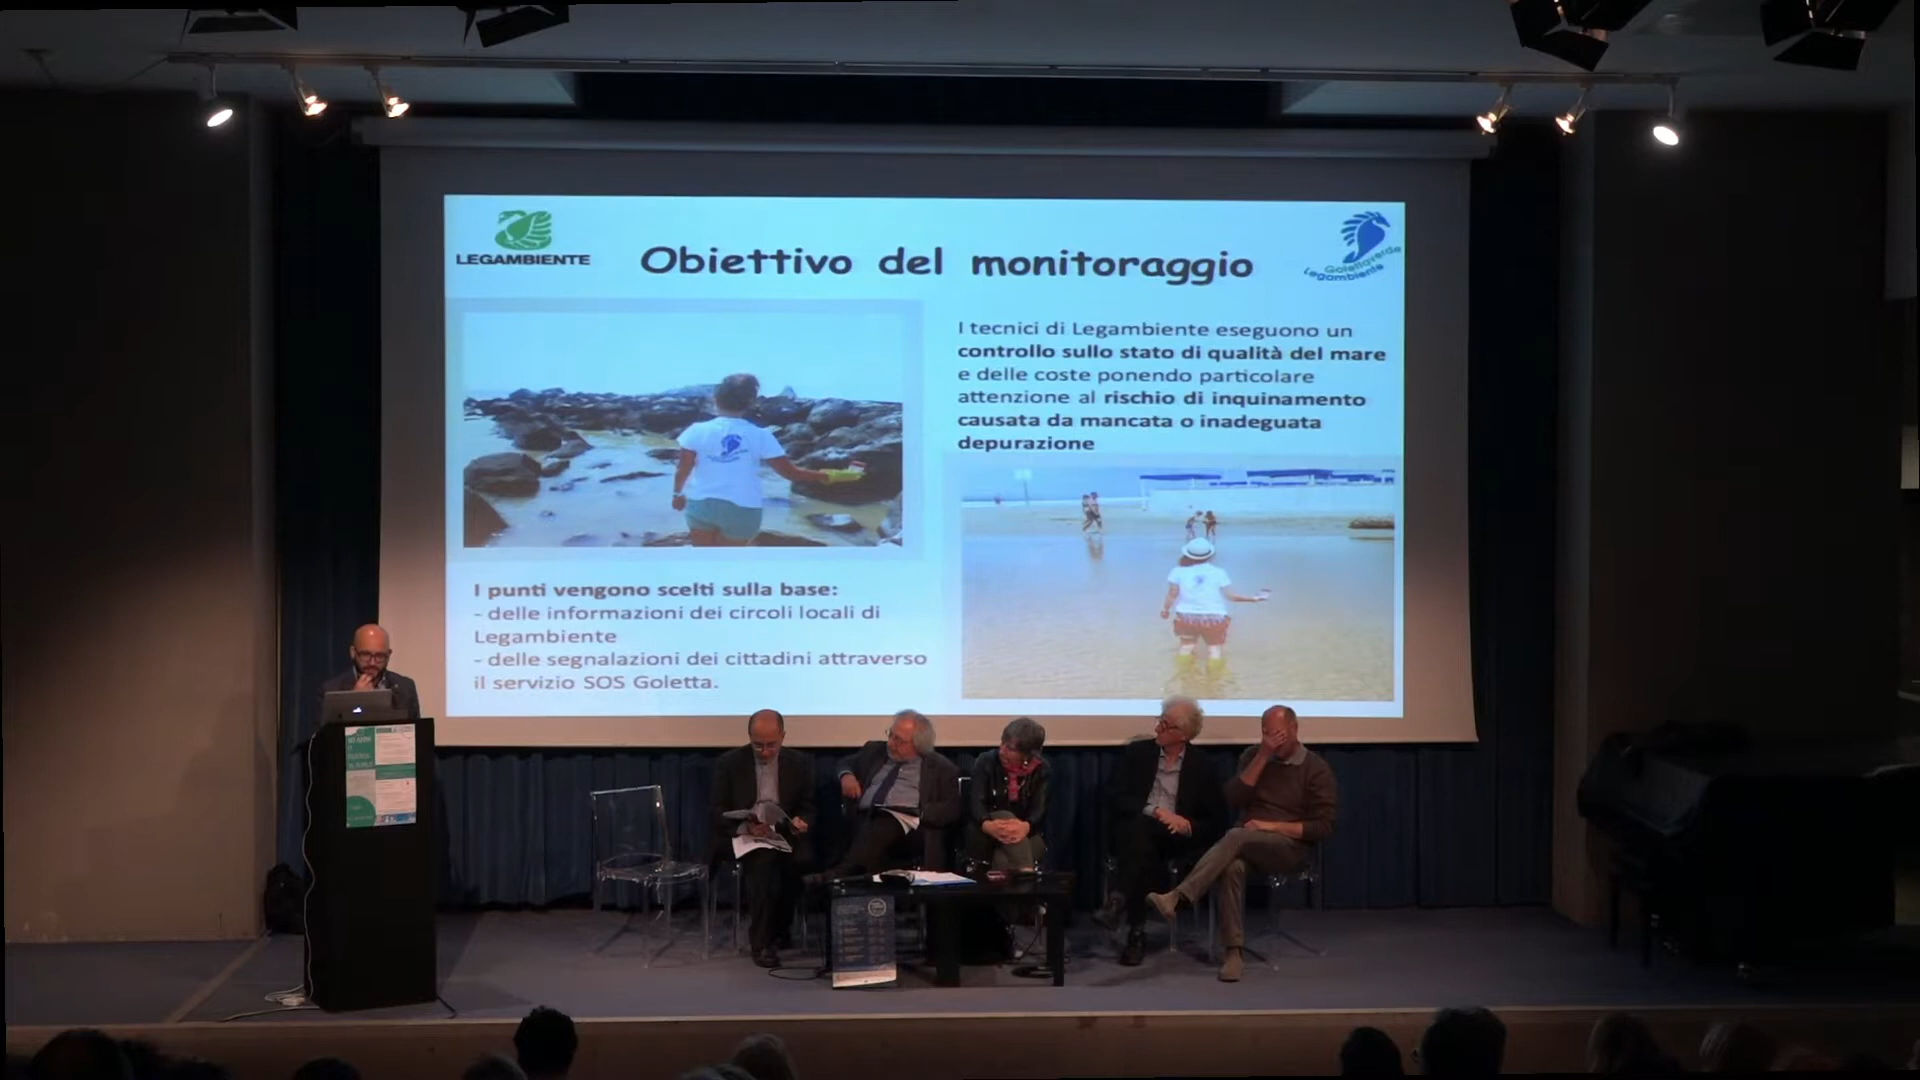 LEGAMBIENTE
Obiettivo del monitoraggio
Golettaverde
Legambiente
I tecnici di Legambiente eseguono un
controllo sullo stato di qualità del mare
e delle coste ponendo particolare
attenzione al rischio di inquinamento
causata da mancata o inadeguata
depurazione
I punti vengono scelti sulla base:
- delle informazioni dei circoli locali di
Legambiente
- delle segnalazioni dei cittadini attraverso
il servizio SOS Goletta.